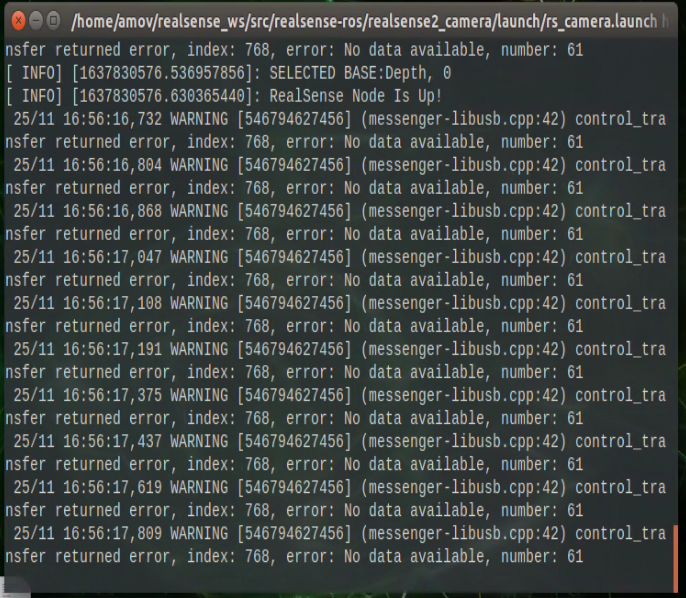 /home/amov/realsense_ws/src/realsense-ros/realsense2_camera/launch/rs_camera.launch h
nsfer returned error, index: 768, error: No data available, number: 61
[ INFO] [1637830576.536957856]: SELECTED BASE:Depth, 0
[ INFO] [1637830576.630365440]: RealSense Node Is Up!
25/11 16:56:16,732 WARNING [546794627456] (messenger-libusb.cpp:42) control_tra
nsfer returned error, index: 768, error: No data available, number: 61
25/11 16:56:16,804 WARNING [546794627456] (messenger-libusb.cpp:42) control_tra
nsfer returned error, index: 768, error: No data available, number: 61
25/11 16:56:16,868 WARNING [546794627456] (messenger-libusb.cpp:42) control_tra
nsfer returned error, index: 768, error: No data available, number: 61
25/11 16:56:17,047 WARNING [546794627456] (messenger-libusb.cpp:42) control_tra
nsfer returned error, index: 768, error: No data available, number: 61
25/11 16:56:17,108 WARNING [546794627456] (messenger-libusb.cpp:42) control_tra
nsfer returned error, index: 768, error: No data available, number: 61
25/11 16:56:17,191 WARNING [546794627456] (messenger-libusb.cpp:42) control_tra
nsfer returned error, index: 768, error: No data available, number: 61
25/11 16:56:17,375 WARNING [546794627456] (messenger-libusb.cpp:42) control_tra
nsfer returned error, index: 768, error: No data available, number: 61
25/11 16:56:17,437 WARNING [546794627456] (messenger-libusb.cpp:42) control_tra
nsfer returned error, index: 768, error: No data available, number: 61
25/11 16:56:17,619 WARNING [546794627456] (messenger-libusb.cpp:42) control_tra
nsfer returned error, index: 768, error: No data available, number: 61
25/11 16:56:17,809 WARNING [546794627456] (messenger-libusb.cpp:42) control_tra
nsfer returned error, index: 768, error: No data available, number: 61